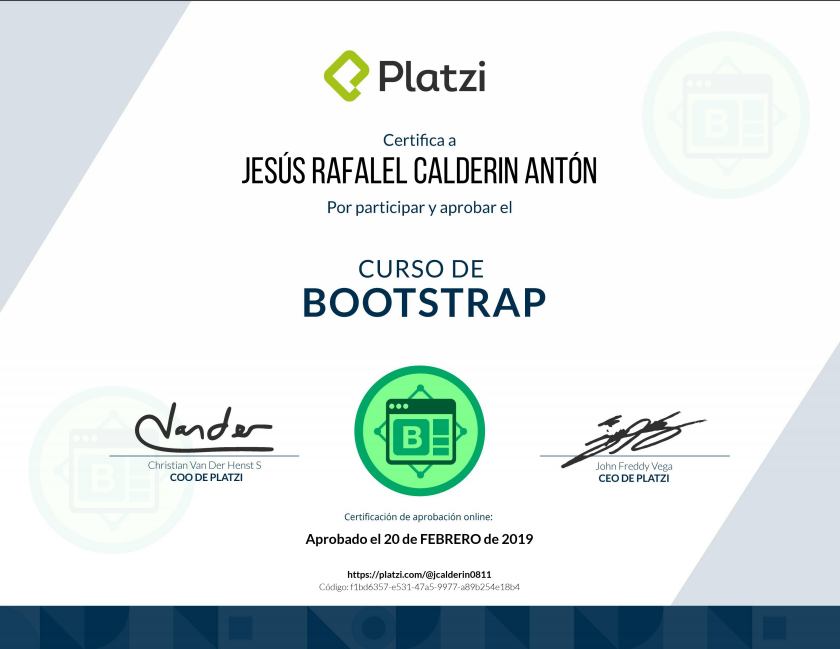 Platzi
Certifica a
JESÚS RAFALEL CALDERIN ANTÓN
Por participar y aprobar el
CURSO DE
BOOTSTRAP
B
B
B
Vander
Christian Van Der Henst S
COO DE PLATZI
John Freddy Vega
CEO DE PLATZI
Certificación de aprobación online:
Aprobado el 20 de FEBRERO de 2019
https://platzi.com/@jcalderin0811
Código: f1bd6357-e531-47a5-9977-a89b254e18b4